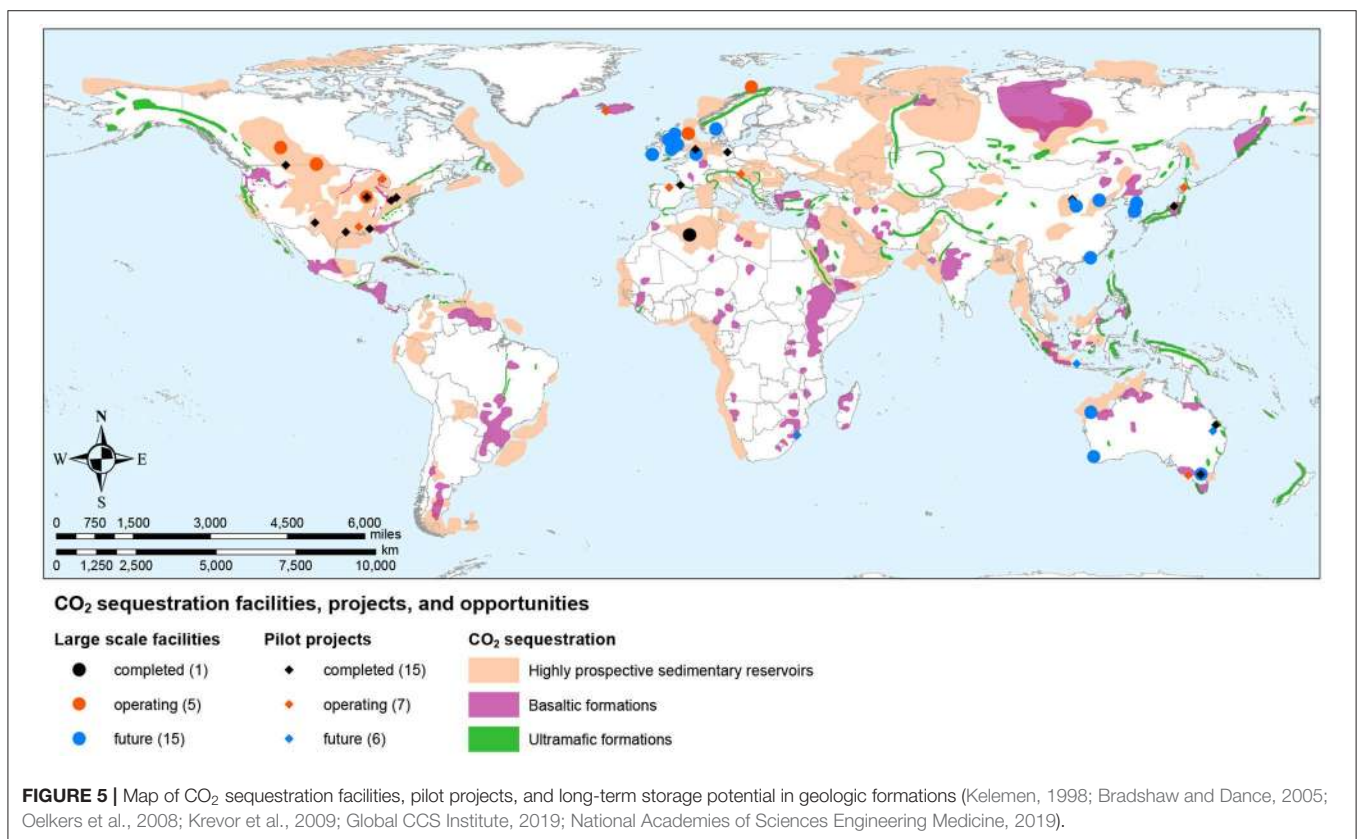 N
W E
S
0 750 1,500 3,000 4,500 6,000
miles
km
0 1,250 2,500 5,000 7,500 10,000
CO₂ sequestration facilities, projects, and opportunities
Large scale facilities Pilot projects CO₂ sequestration
completed (1) completed (15) Highly prospective sedimentary reservoirs
operating (5) operating (7) Basaltic formations
future (15) future (6) Ultramafic formations
FIGURE 5 | Map of CO₂ sequestration facilities, pilot projects, and long-term storage potential in geologic formations (Kelemen, 1998; Bradshaw and Dance, 2005;
Oelkers et al., 2008; Krevor et al., 2009; Global CCS Institute, 2019; National Academies of Sciences Engineering Medicine, 2019).